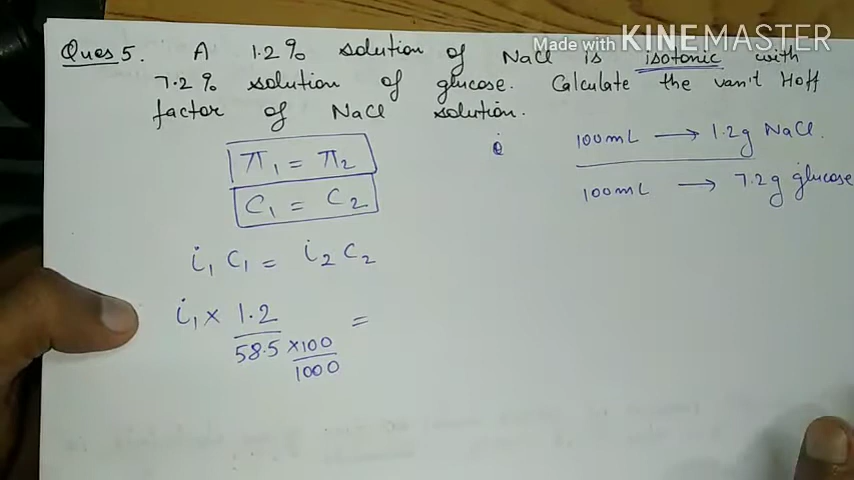 Made with KINEMASTER
Ques 5. A 1.2% solution of NaCl is isotonic with
7.2% solution of glucose. Calculate the van't Hoff
factor of NaCl solution.
π₁ = π₂
C₁ = C₂
i₁ C₁ = i₂ C₂
i₁ × 1.2 =
58.5 × 100
1000
i
100mL → 1.2g NaCl.
100mL → 7.2g glucose